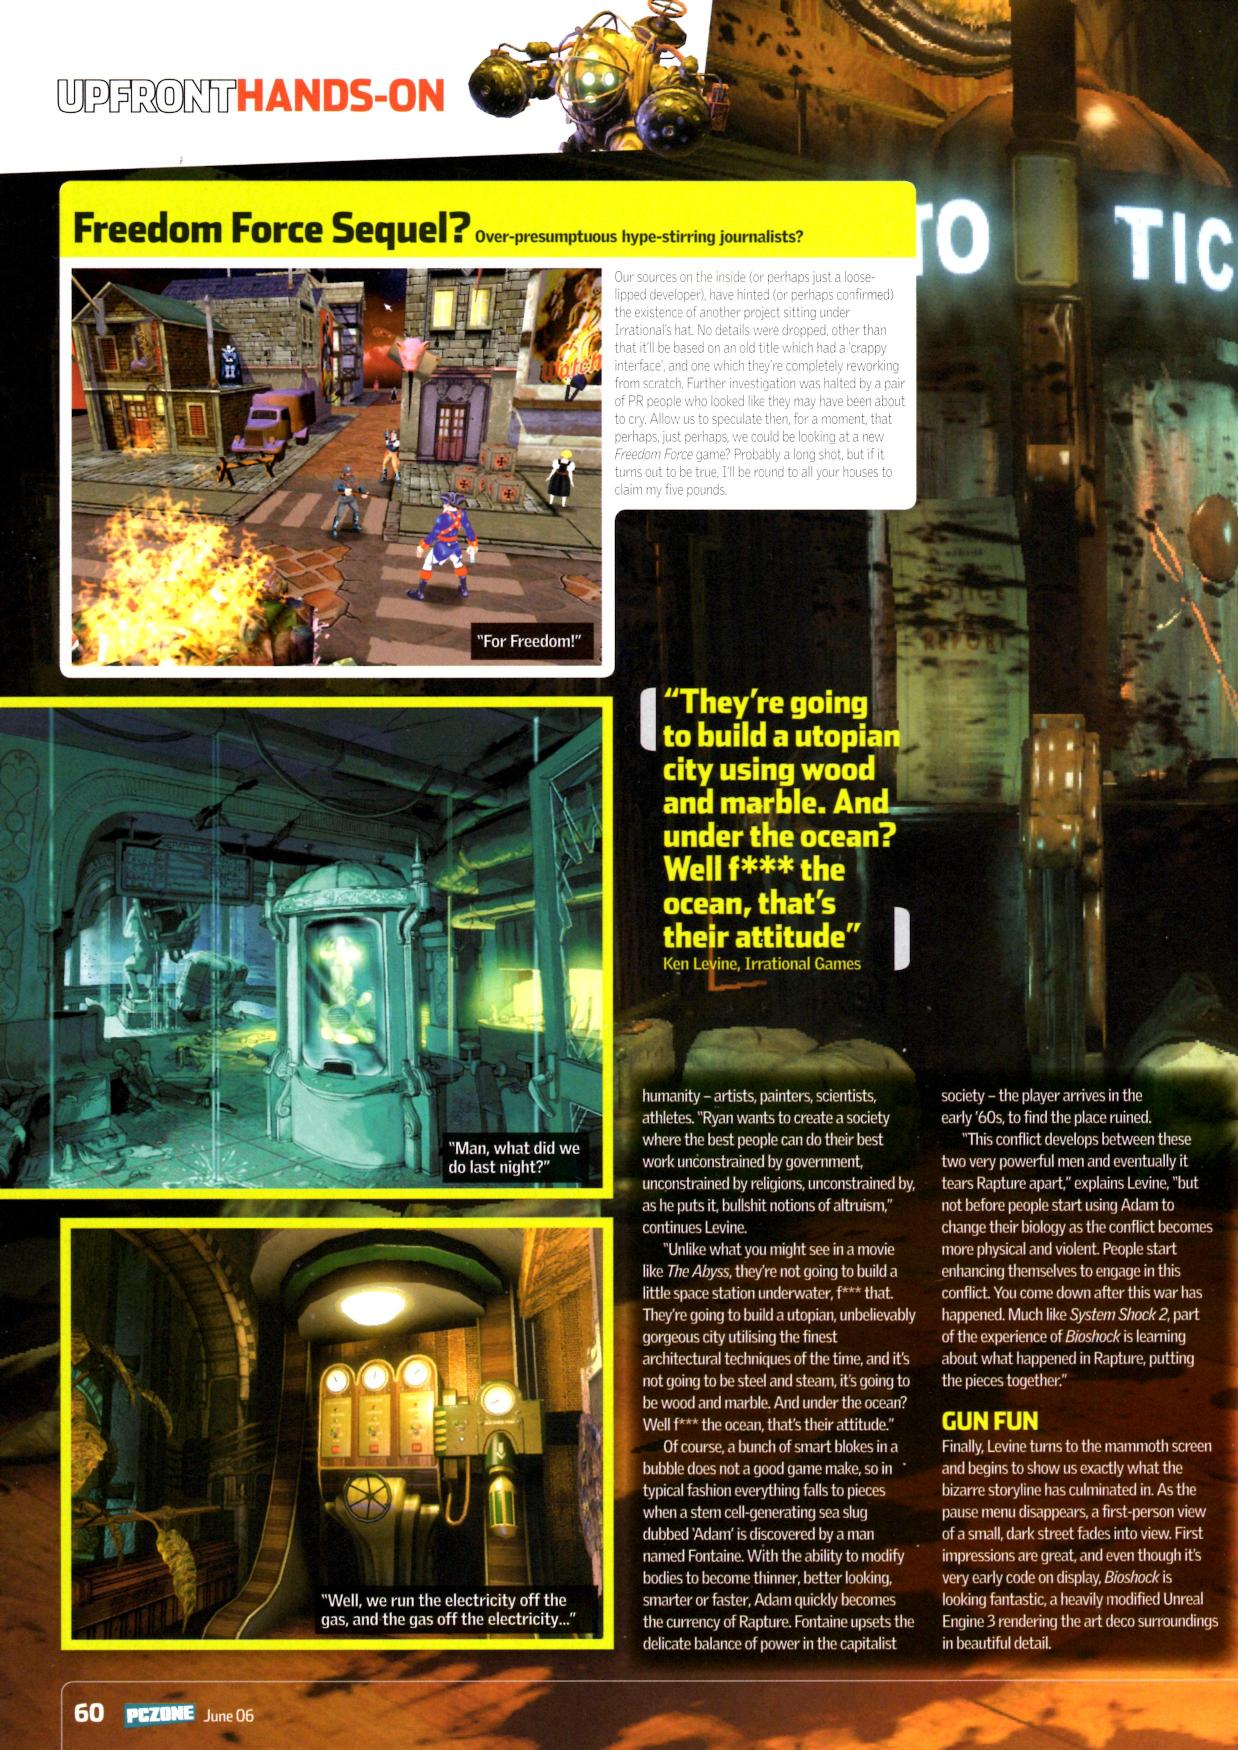 UPFRONTHANDS-ON
Freedom Force Sequel? Over-presumptuous hype-stirring journalists?
Our sources on the inside (or perhaps just a loose-
lipped developer), have hinted (or perhaps confirmed)
the existence of another project sitting under
Irrational's hat. No details were dropped, other than
that it'll be based on an old title which had a 'crappy
interface', and one which they're completely reworking
from scratch. Further investigation was halted by a pair
of PR people who looked like they may have been about
to cry. Allow us to speculate then, for a moment, that
perhaps, just perhaps, we could be looking at a new
Freedom Force game? Probably a long shot, but if it
turns out to be true, I'll be round to all your houses to
claim my five pounds.
"For Freedom!"
TO TIC
NOTICE
REPORT
"They're going
to build a utopian
city using wood
and marble. And
under the ocean?
Well f*** the
ocean, that's
their attitude"
Ken Levine, Irrational Games
"Man, what did we
do last night?"
"Well, we run the electricity off the
gas, and the gas off the electricity..."
humanity – artists, painters, scientists,
athletes. "Ryan wants to create a society
where the best people can do their best
work unconstrained by government,
unconstrained by religions, unconstrained by,
as he puts it, bullshit notions of altruism,"
continues Levine.
"Unlike what you might see in a movie
like The Abyss, they're not going to build a
little space station underwater, f*** that.
They're going to build a utopian, unbelievably
gorgeous city utilising the finest
architectural techniques of the time, and it's
not going to be steel and steam, it's going to
be wood and marble. And under the ocean?
Well f*** the ocean, that's their attitude."
Of course, a bunch of smart blokes in a
bubble does not a good game make, so in
typical fashion everything falls to pieces
when a stem cell-generating sea slug
dubbed 'Adam' is discovered by a man
named Fontaine. With the ability to modify
bodies to become thinner, better looking,
smarter or faster, Adam quickly becomes
the currency of Rapture. Fontaine upsets the
delicate balance of power in the capitalist
society – the player arrives in the
early '60s, to find the place ruined.
"This conflict develops between these
two very powerful men and eventually it
tears Rapture apart," explains Levine, "but
not before people start using Adam to
change their biology as the conflict becomes
more physical and violent. People start
enhancing themselves to engage in this
conflict. You come down after this war has
happened. Much like System Shock 2, part
of the experience of Bioshock is learning
about what happened in Rapture, putting
the pieces together."
GUN FUN
Finally, Levine turns to the mammoth screen
and begins to show us exactly what the
bizarre storyline has culminated in. As the
pause menu disappears, a first-person view
of a small, dark street fades into view. First
impressions are great, and even though it's
very early code on display, Bioshock is
looking fantastic, a heavily modified Unreal
Engine 3 rendering the art deco surroundings
in beautiful detail.
60 PCZONE June 06